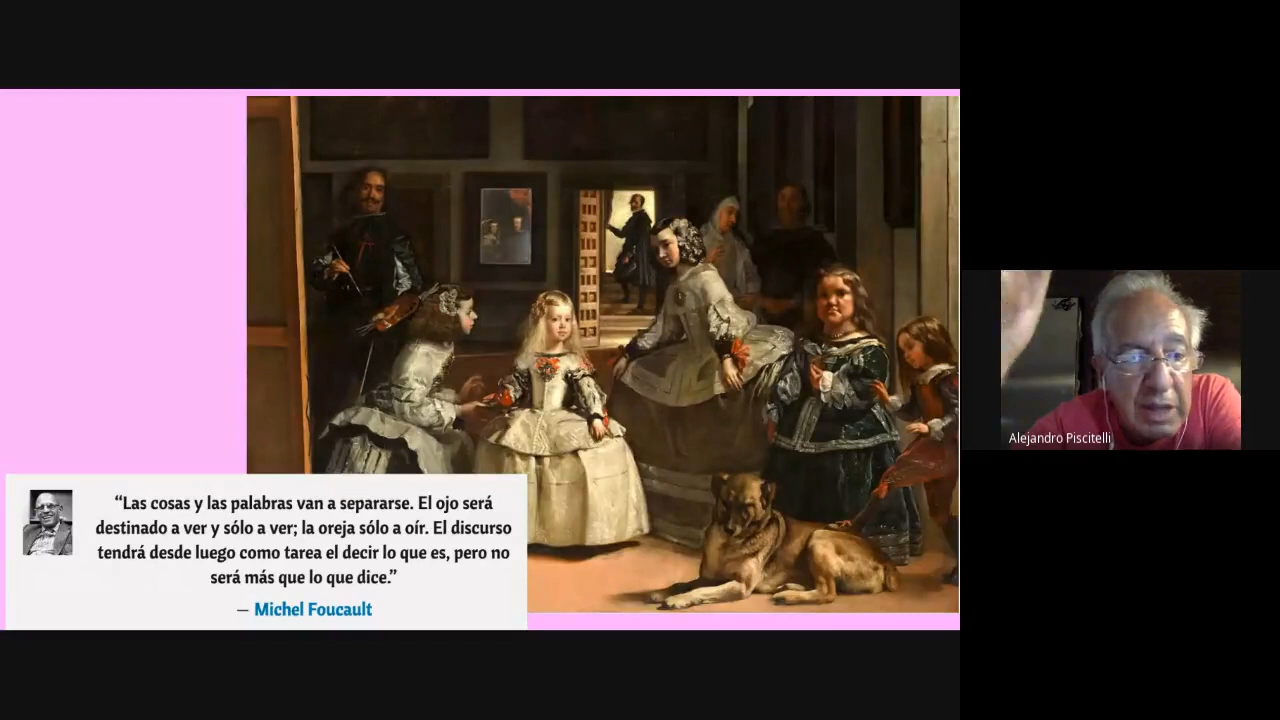 “Las cosas y las palabras van a separarse. El ojo será
destinado a ver y sólo a ver; la oreja sólo a oír. El discurso
tendrá desde luego como tarea el decir lo que es, pero no
será más que lo que dice.”
— Michel Foucault
Alejandro Piscitelli